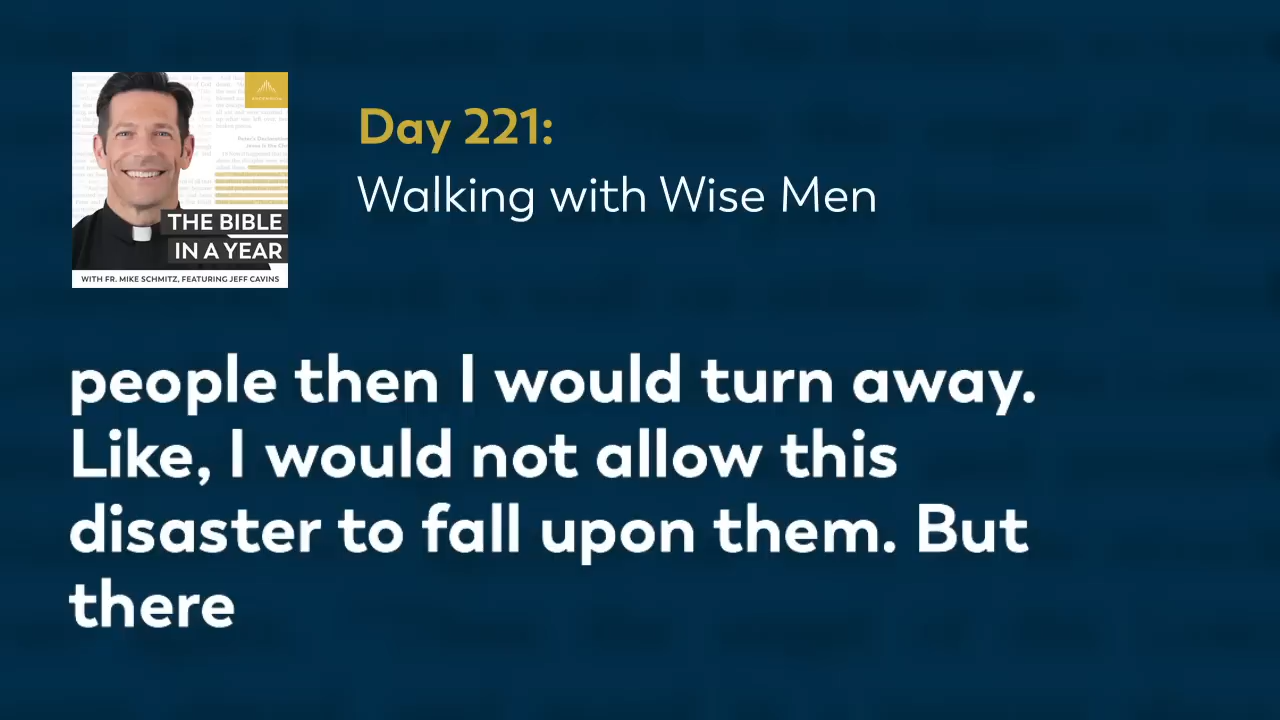 THE BIBLE
IN A YEAR
WITH FR. MIKE SCHMITZ, FEATURING JEFF CAVINS
Day 221:
Walking with Wise Men
people then I would turn away.
Like, I would not allow this
disaster to fall upon them. But
there